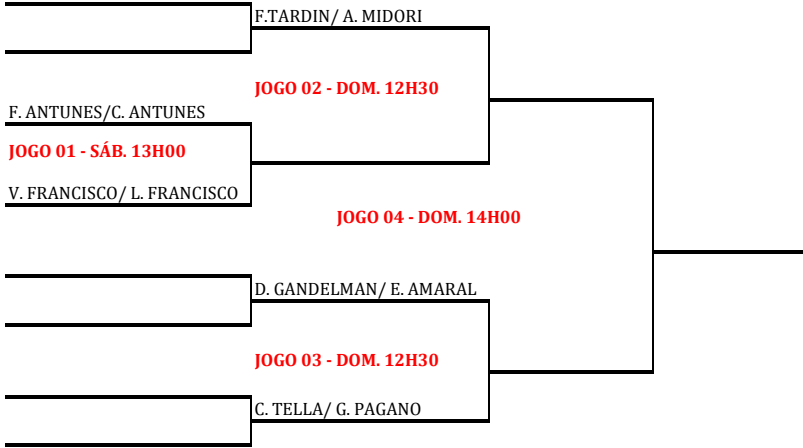 F.TARDIN/ A. MIDORI
JOGO 02 - DOM. 12H30
F. ANTUNES/C. ANTUNES
JOGO 01 - SÁB. 13H00
V. FRANCISCO/ L. FRANCISCO
JOGO 04 - DOM. 14H00
D. GANDELMAN/ E. AMARAL
JOGO 03 - DOM. 12H30
C. TELLA/ G. PAGANO